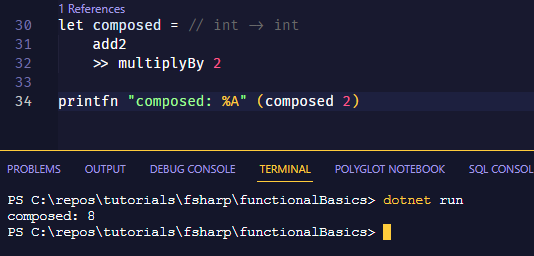 1 References
30 let composed = // int -> int
31 add2
32 >> multiplyBy 2
33
34 printfn "composed: %A" (composed 2)
PROBLEMS OUTPUT DEBUG CONSOLE TERMINAL POLYGLOT NOTEBOOK SQL CONSOL
PS C:\repos\tutorials\fsharp\functionalBasics> dotnet run
composed: 8
PS C:\repos\tutorials\fsharp\functionalBasics>